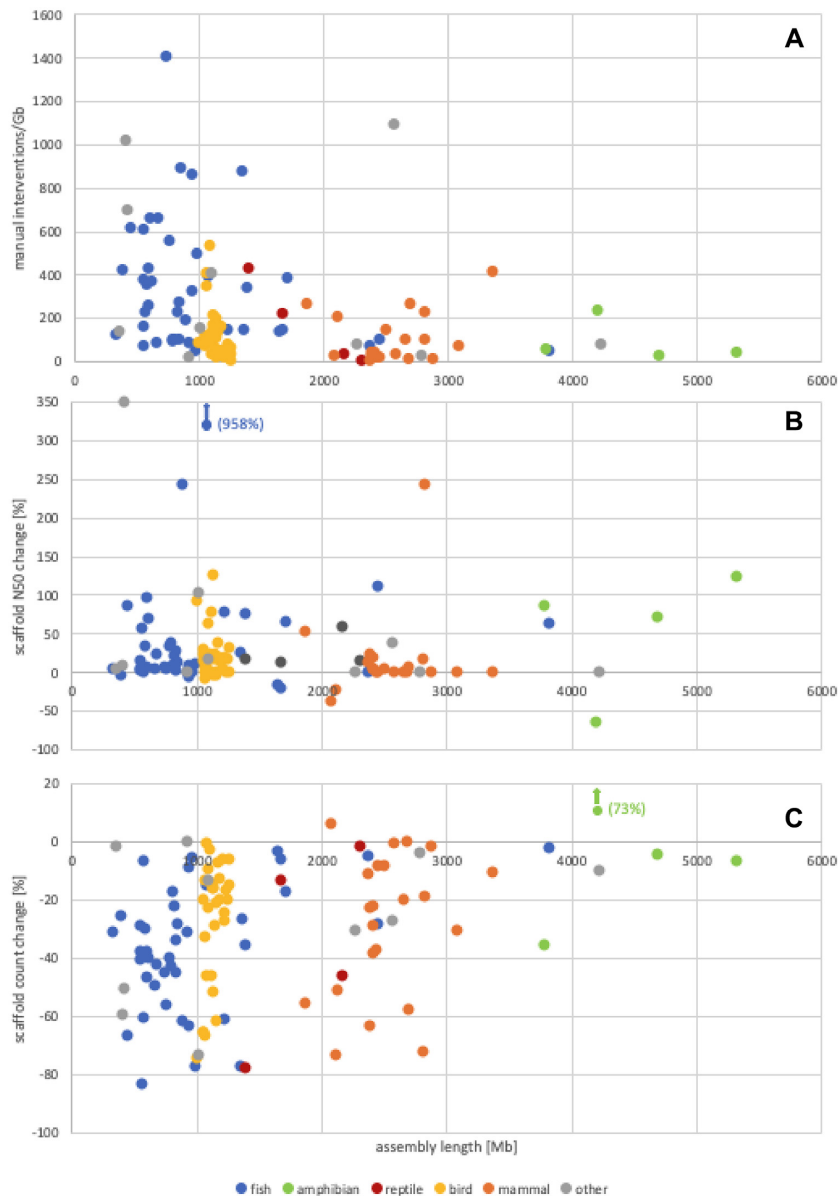 A
manual interventions/Gb
1600
1400
1200
1000
800
600
400
200
0
0 1000 2000 3000 4000 5000 6000
B
scaffold N50 change [%]
350
300
250
200
150
100
50
0
-50
-100
(958%)
0 1000 2000 3000 4000 5000 6000
C
scaffold count change [%]
20
0
-20
-40
-60
-80
-100
(73%)
0 1000 2000 3000 4000 5000 6000
assembly length [Mb]
fish amphibian reptile bird mammal other